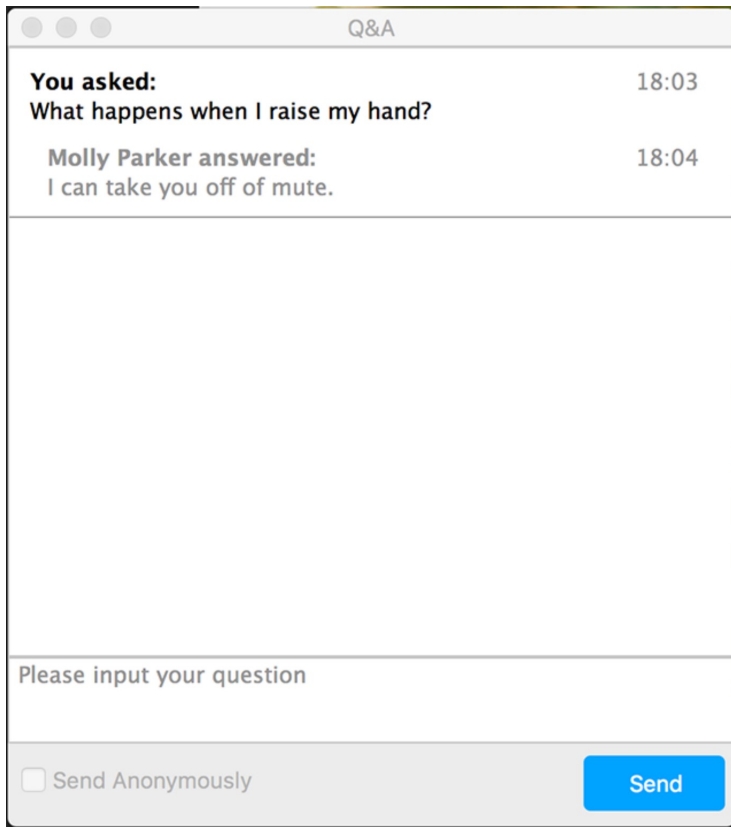 Q&A
You asked: 18:03
What happens when I raise my hand?
Molly Parker answered: 18:04
I can take you off of mute.
Please input your question
Send Anonymously Send